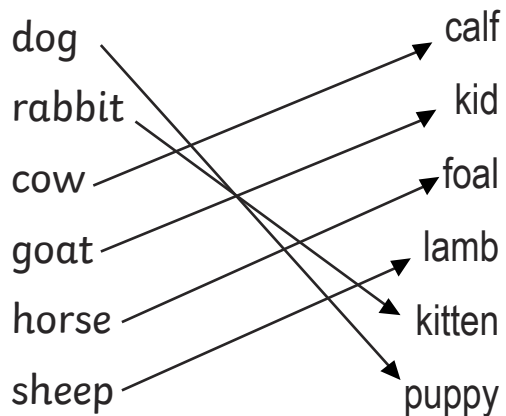 dog
rabbit
cow
goat
horse
sheep
calf
kid
foal
lamb
kitten
puppy